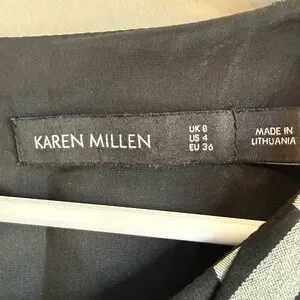 KAREN MILLEN
UK 8
US 4
EU 36
MADE IN
LITHUANIA